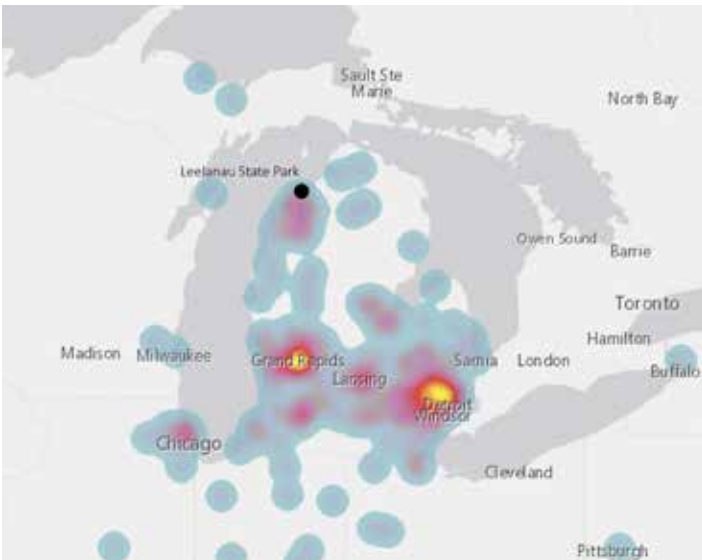 Sault Ste
Marie
North Bay
Leelanau State Park
Owen Sound
Barrie
Toronto
Hamilton
Madison
Milwaukee
Grand Rapids
Lansing
Sarnia
London
Buffalo
Detroit
Windsor
Chicago
Cleveland
Pittsburgh